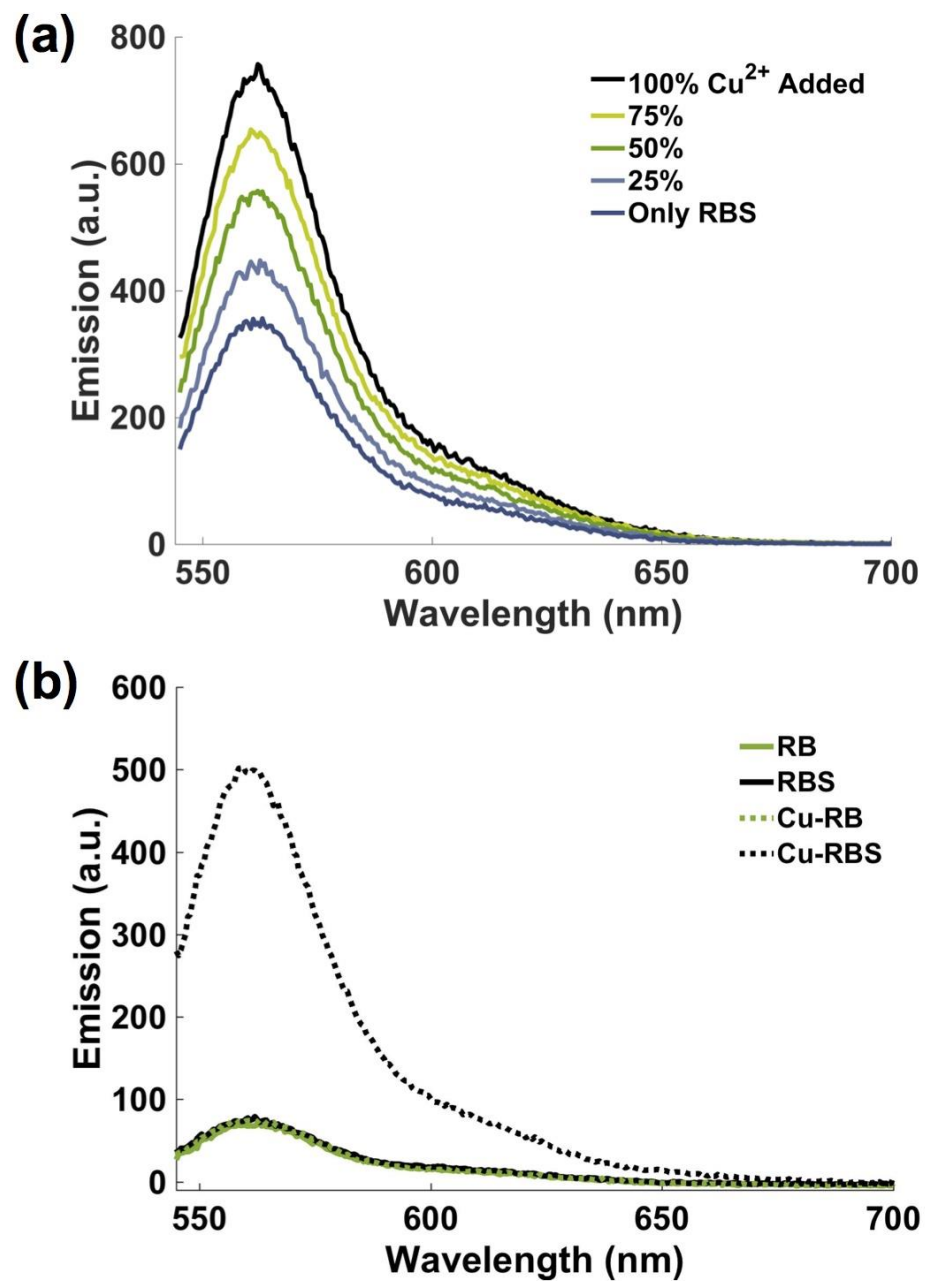 (a)
800
600
400
200
0
Emission (a.u.)
100% Cu²⁺ Added
75%
50%
25%
Only RBS
550 600 650 700
Wavelength (nm)
(b)
600
500
400
300
200
100
0
Emission (a.u.)
RB
RBS
Cu-RB
Cu-RBS
550 600 650 700
Wavelength (nm)